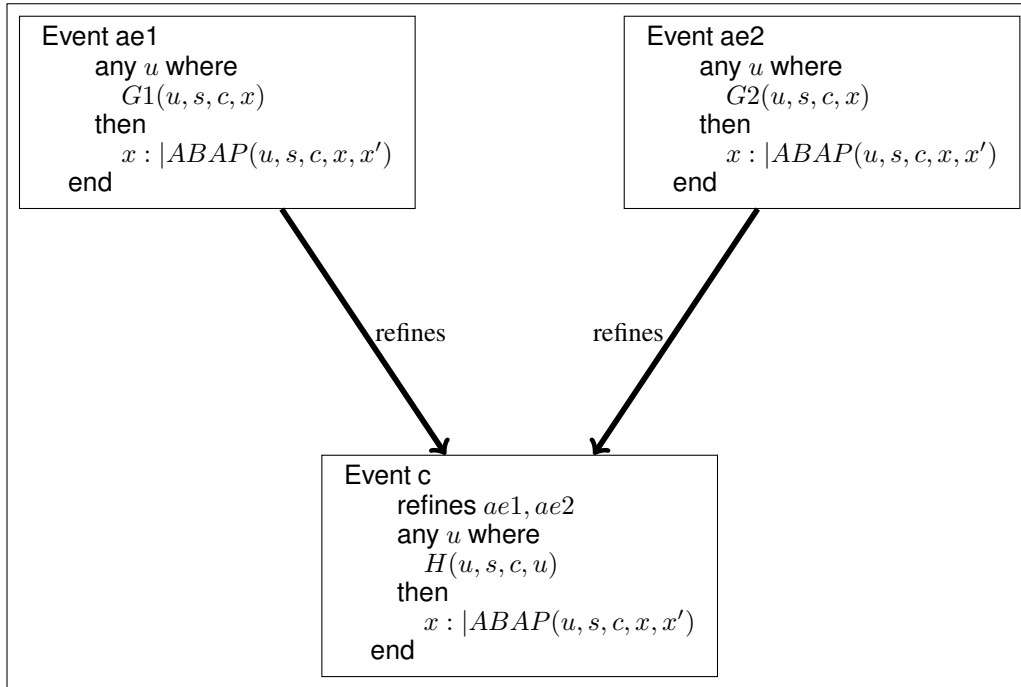 Event ae1
any u where
G1(u, s, c, x)
then
x : |ABAP(u, s, c, x, x′)
end
Event ae2
any u where
G2(u, s, c, x)
then
x : |ABAP(u, s, c, x, x′)
end
refines
refines
Event c
refines ae1, ae2
any u where
H(u, s, c, u)
then
x : |ABAP(u, s, c, x, x′)
end